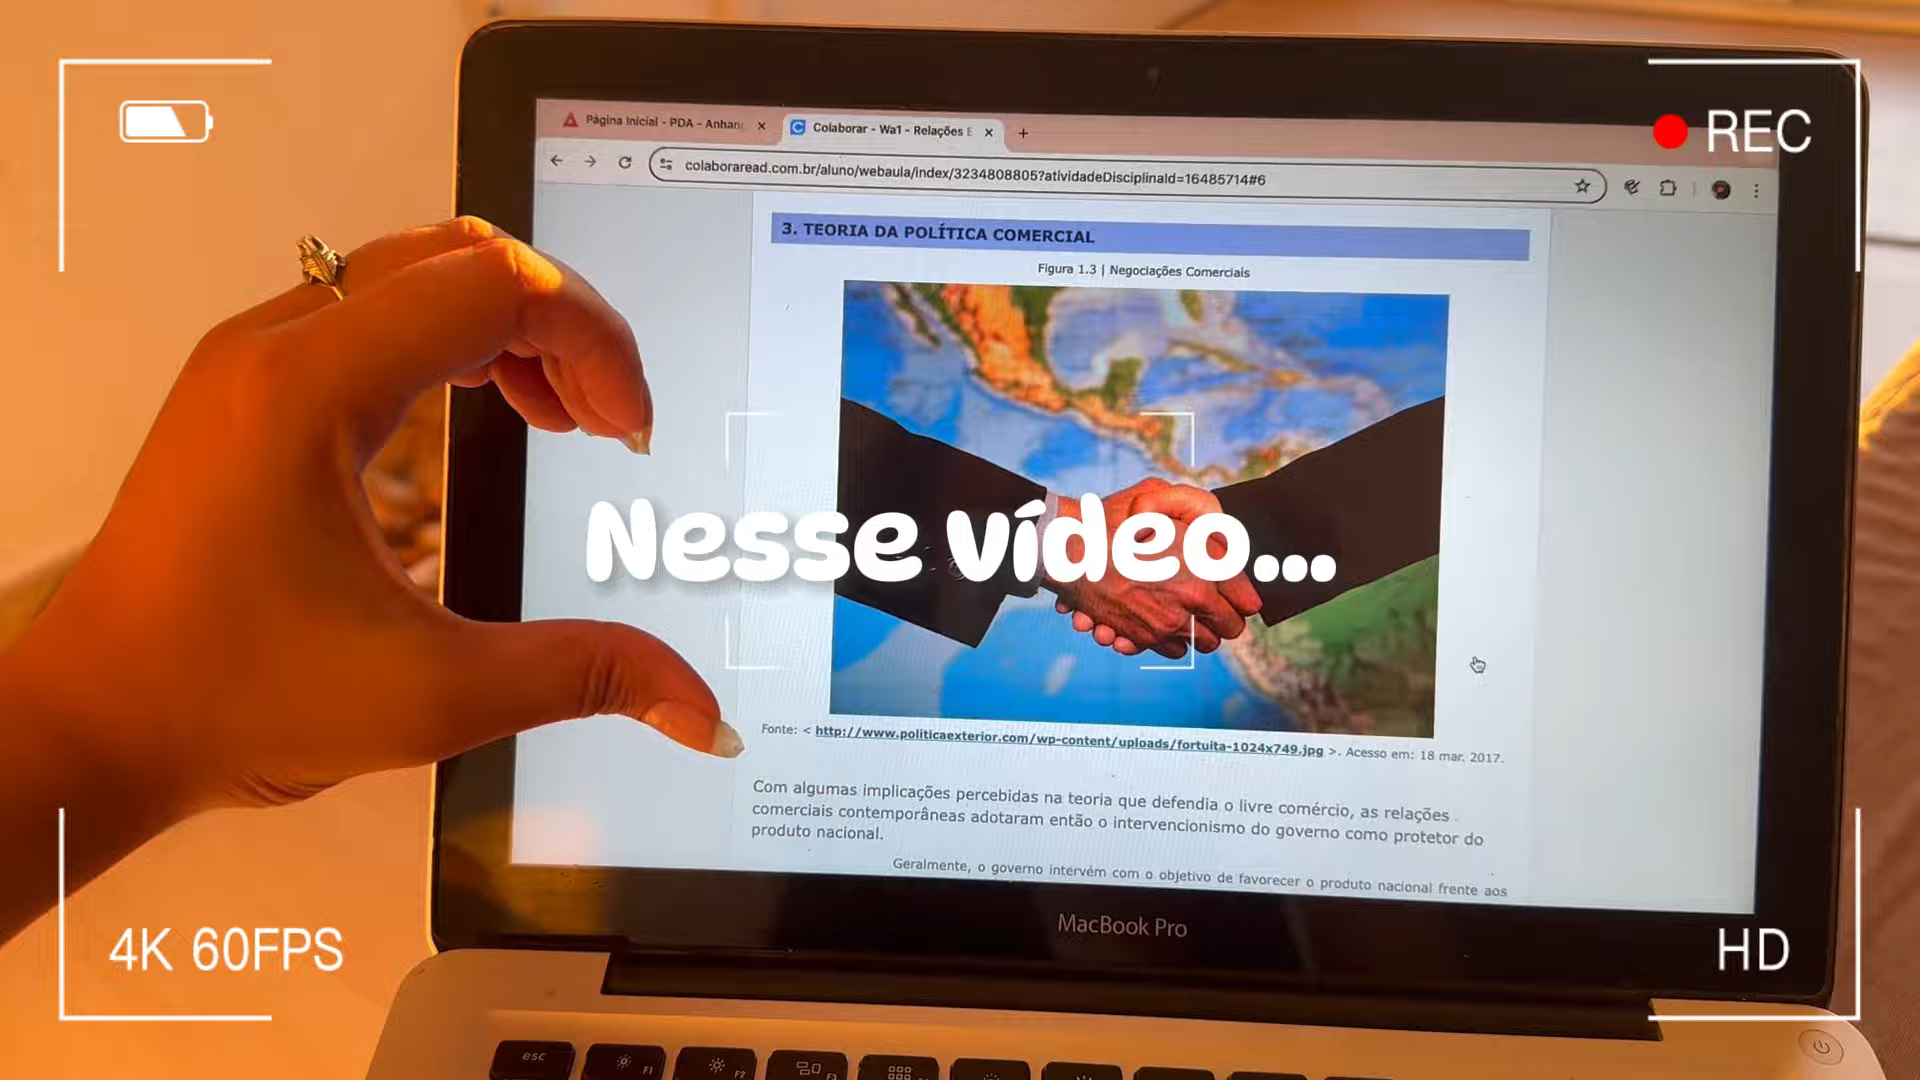 REC
Página Inicial - PDA - Anhan
Colaborar - Wa1 - Relações E
colaboraread.com.br/aluno/webaula/index/3234808805?atividadeDisciplinaId=16485714#6
3. TEORIA DA POLÍTICA COMERCIAL
Figura 1.3 | Negociações Comerciais
Nesse vídeo...
Fonte: < http://www.politicaexterior.com/wp-content/uploads/fortuita-1024x749.jpg >. Acesso em: 18 mar. 2017.
Com algumas implicações percebidas na teoria que defendia o livre comércio, as relações
comerciais contemporâneas adotaram então o intervencionismo do governo como protetor do
produto nacional.
Geralmente, o governo intervém com o objetivo de favorecer o produto nacional frente aos
MacBook Pro
4K 60FPS
HD
esc
F1
F2
F3